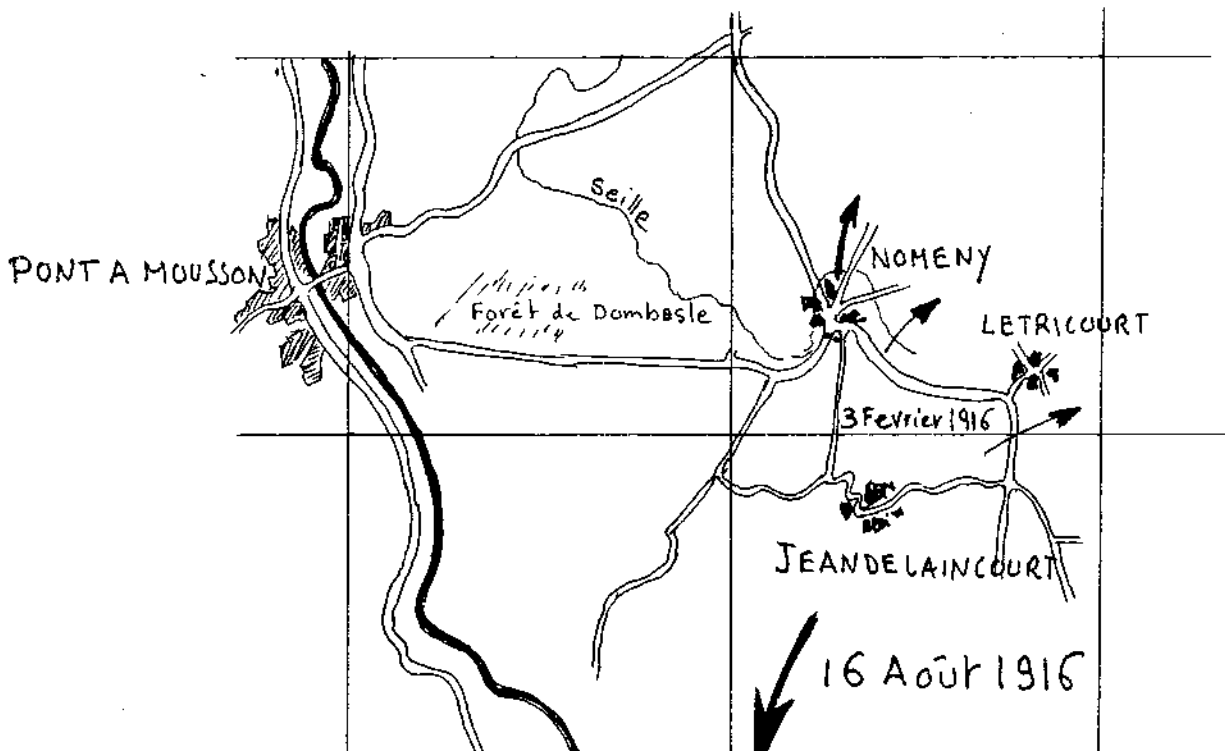 Seille
NOMENY
PONT A MOUSSON
Forêt de Dombasle
LETRICOURT
3 Fevrier 1916
JEANDELAINCOURT
16 Août 1916